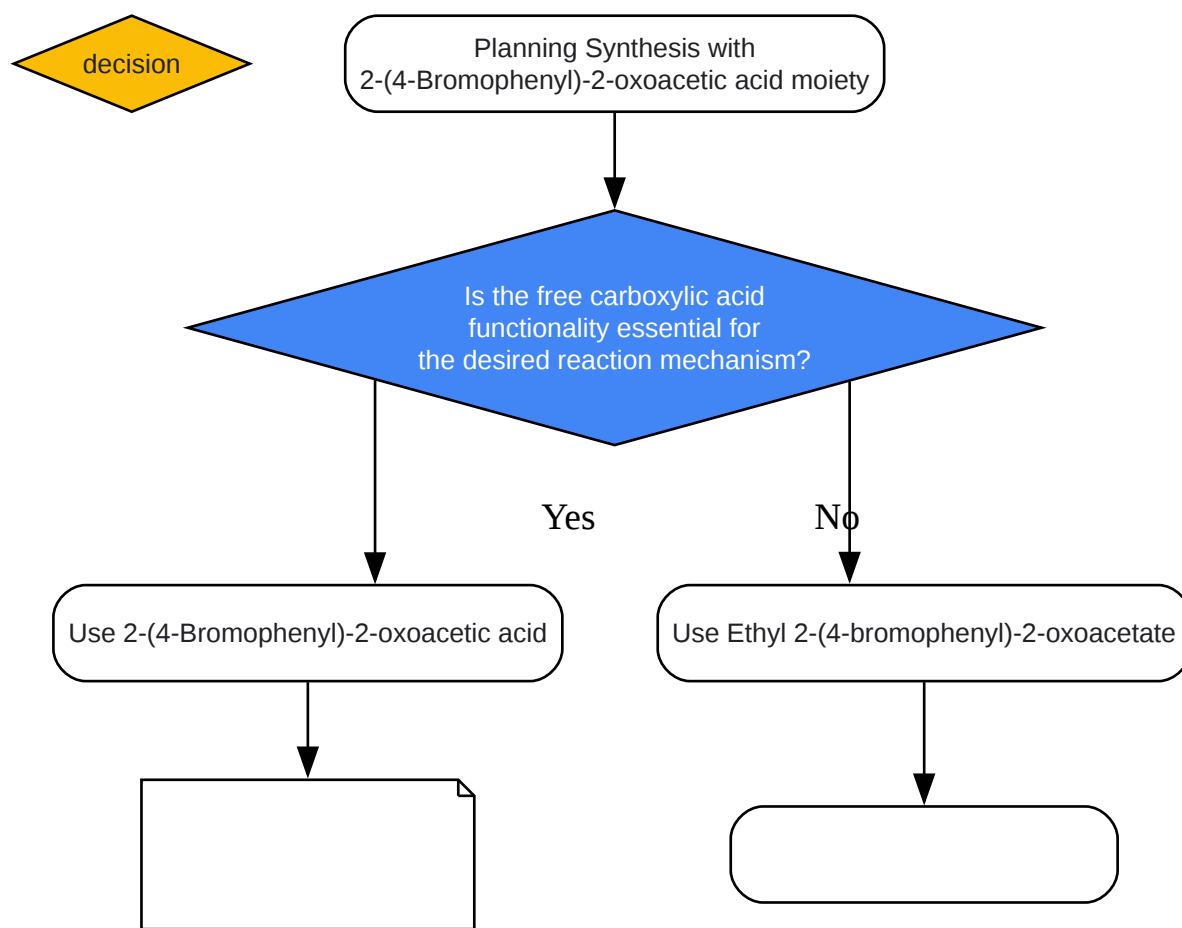 decision
Planning Synthesis with
2-(4-Bromophenyl)-2-oxoacetic acid moiety
Is the free carboxylic acid
functionality essential for
the desired reaction mechanism?
Yes
No
Use 2-(4-Bromophenyl)-2-oxoacetic acid
Use Ethyl 2-(4-bromophenyl)-2-oxoacetate